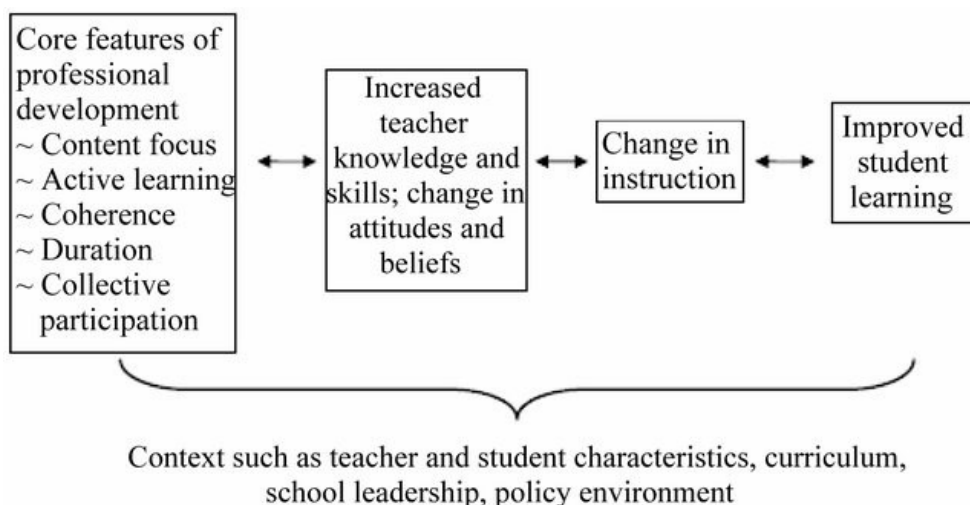 Core features of
professional
development
~ Content focus
~ Active learning
~ Coherence
~ Duration
~ Collective
participation
Increased
teacher
knowledge and
skills; change in
attitudes and
beliefs
Change in
instruction
Improved
student
learning
Context such as teacher and student characteristics, curriculum,
school leadership, policy environment